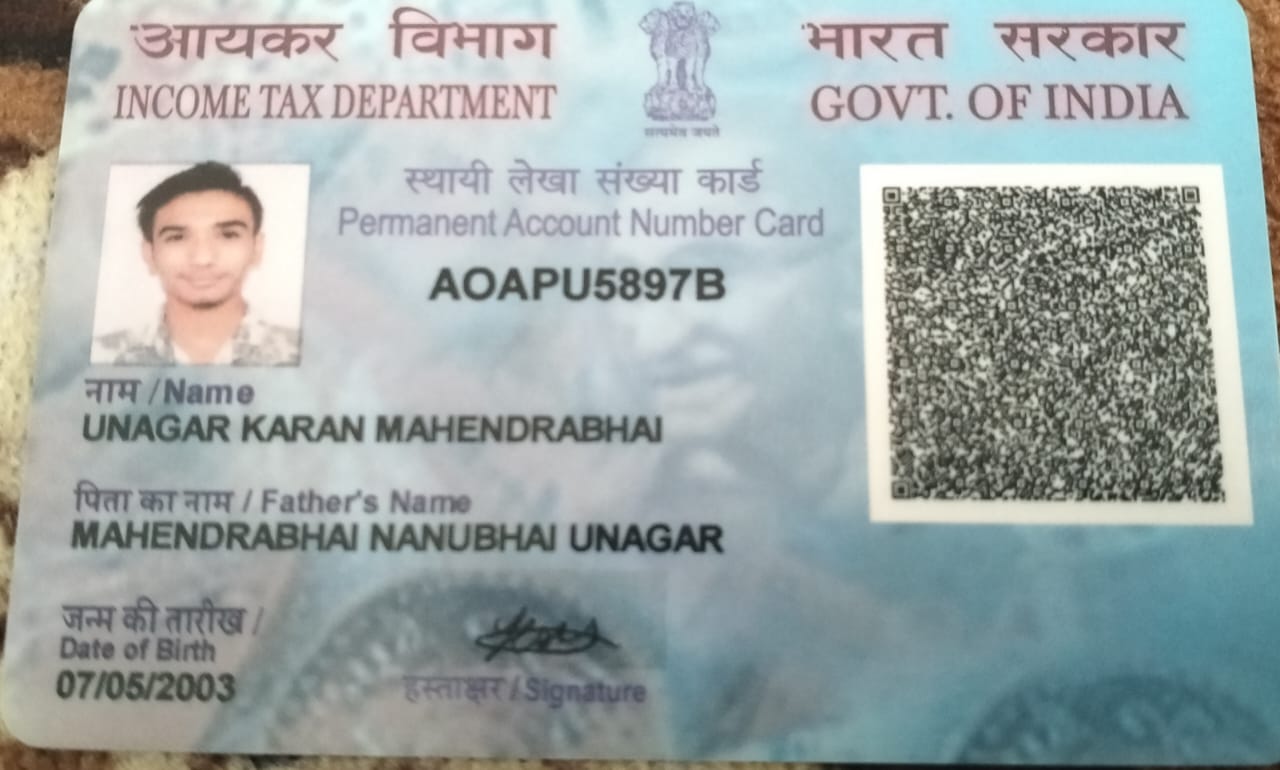 आयकर विभाग
INCOME TAX DEPARTMENT
सत्यमेव जयते
भारत सरकार
GOVT. OF INDIA
स्थायी लेखा संख्या कार्ड
Permanent Account Number Card
AOAPU5897B
नाम /Name
UNAGAR KARAN MAHENDRABHAI
पिता का नाम / Father's Name
MAHENDRABHAI NANUBHAI UNAGAR
जन्म की तारीख /
Date of Birth
07/05/2003
हस्ताक्षर / Signature